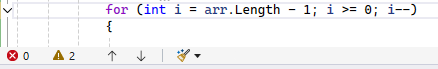 for (int i = arr.Length - 1; i >= 0; i--)
{
0 2